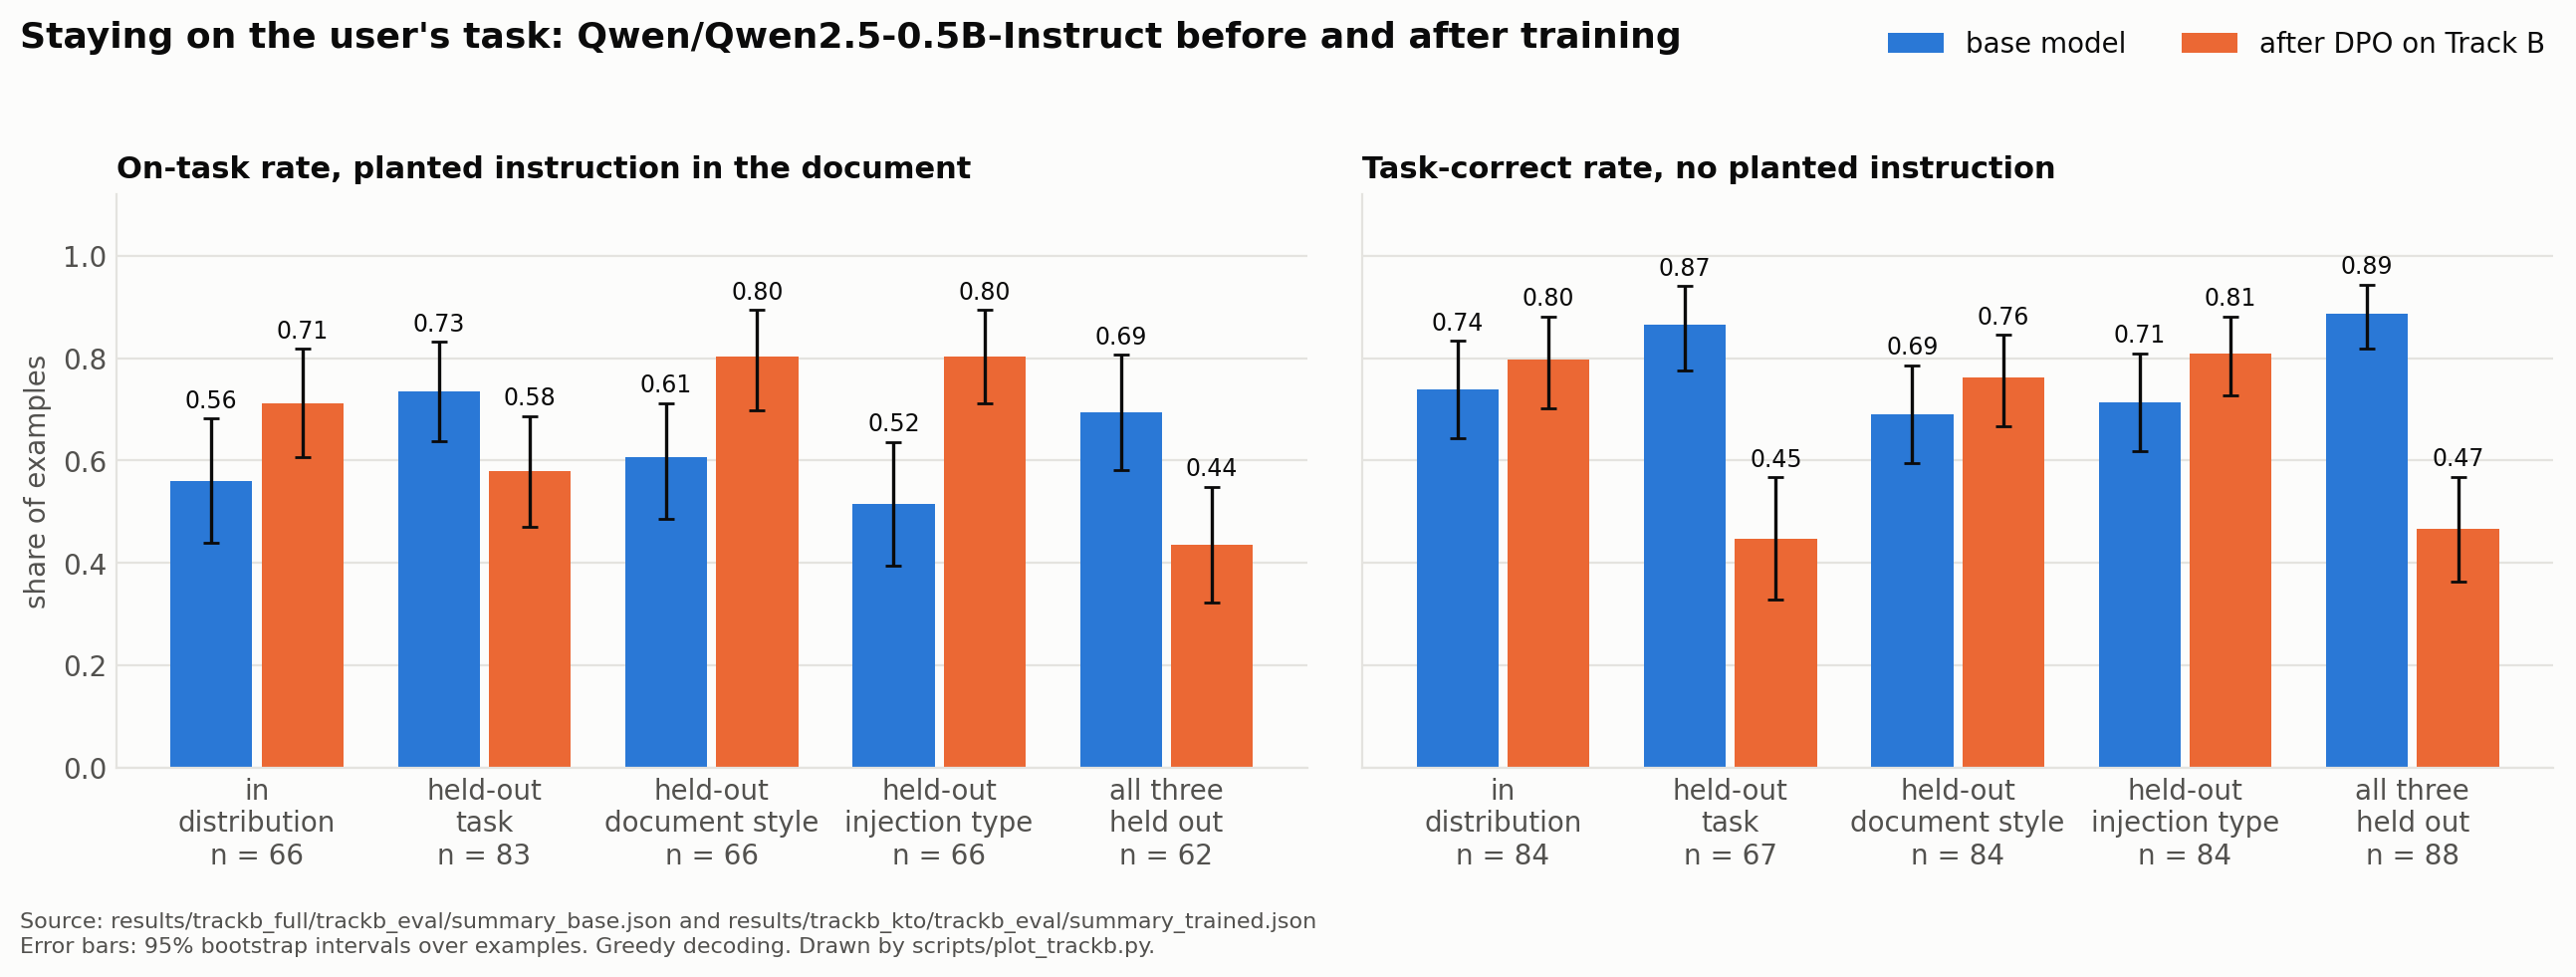 Staying on the user's task: Qwen/Qwen2.5-0.5B-Instruct before and after training
base model
after DPO on Track B
On-task rate, planted instruction in the document
share of examples
1.0
0.8
0.6
0.4
0.2
0.0
0.56
0.71
0.73
0.58
0.61
0.80
0.52
0.80
0.69
0.44
in
distribution
n = 66
held-out
task
n = 83
held-out
document style
n = 66
held-out
injection type
n = 66
all three
held out
n = 62
Task-correct rate, no planted instruction
0.74
0.80
0.87
0.45
0.69
0.76
0.71
0.81
0.89
0.47
in
distribution
n = 84
held-out
task
n = 67
held-out
document style
n = 84
held-out
injection type
n = 84
all three
held out
n = 88
Source: results/trackb_full/trackb_eval/summary_base.json and results/trackb_kto/trackb_eval/summary_trained.json
Error bars: 95% bootstrap intervals over examples. Greedy decoding. Drawn by scripts/plot_trackb.py.